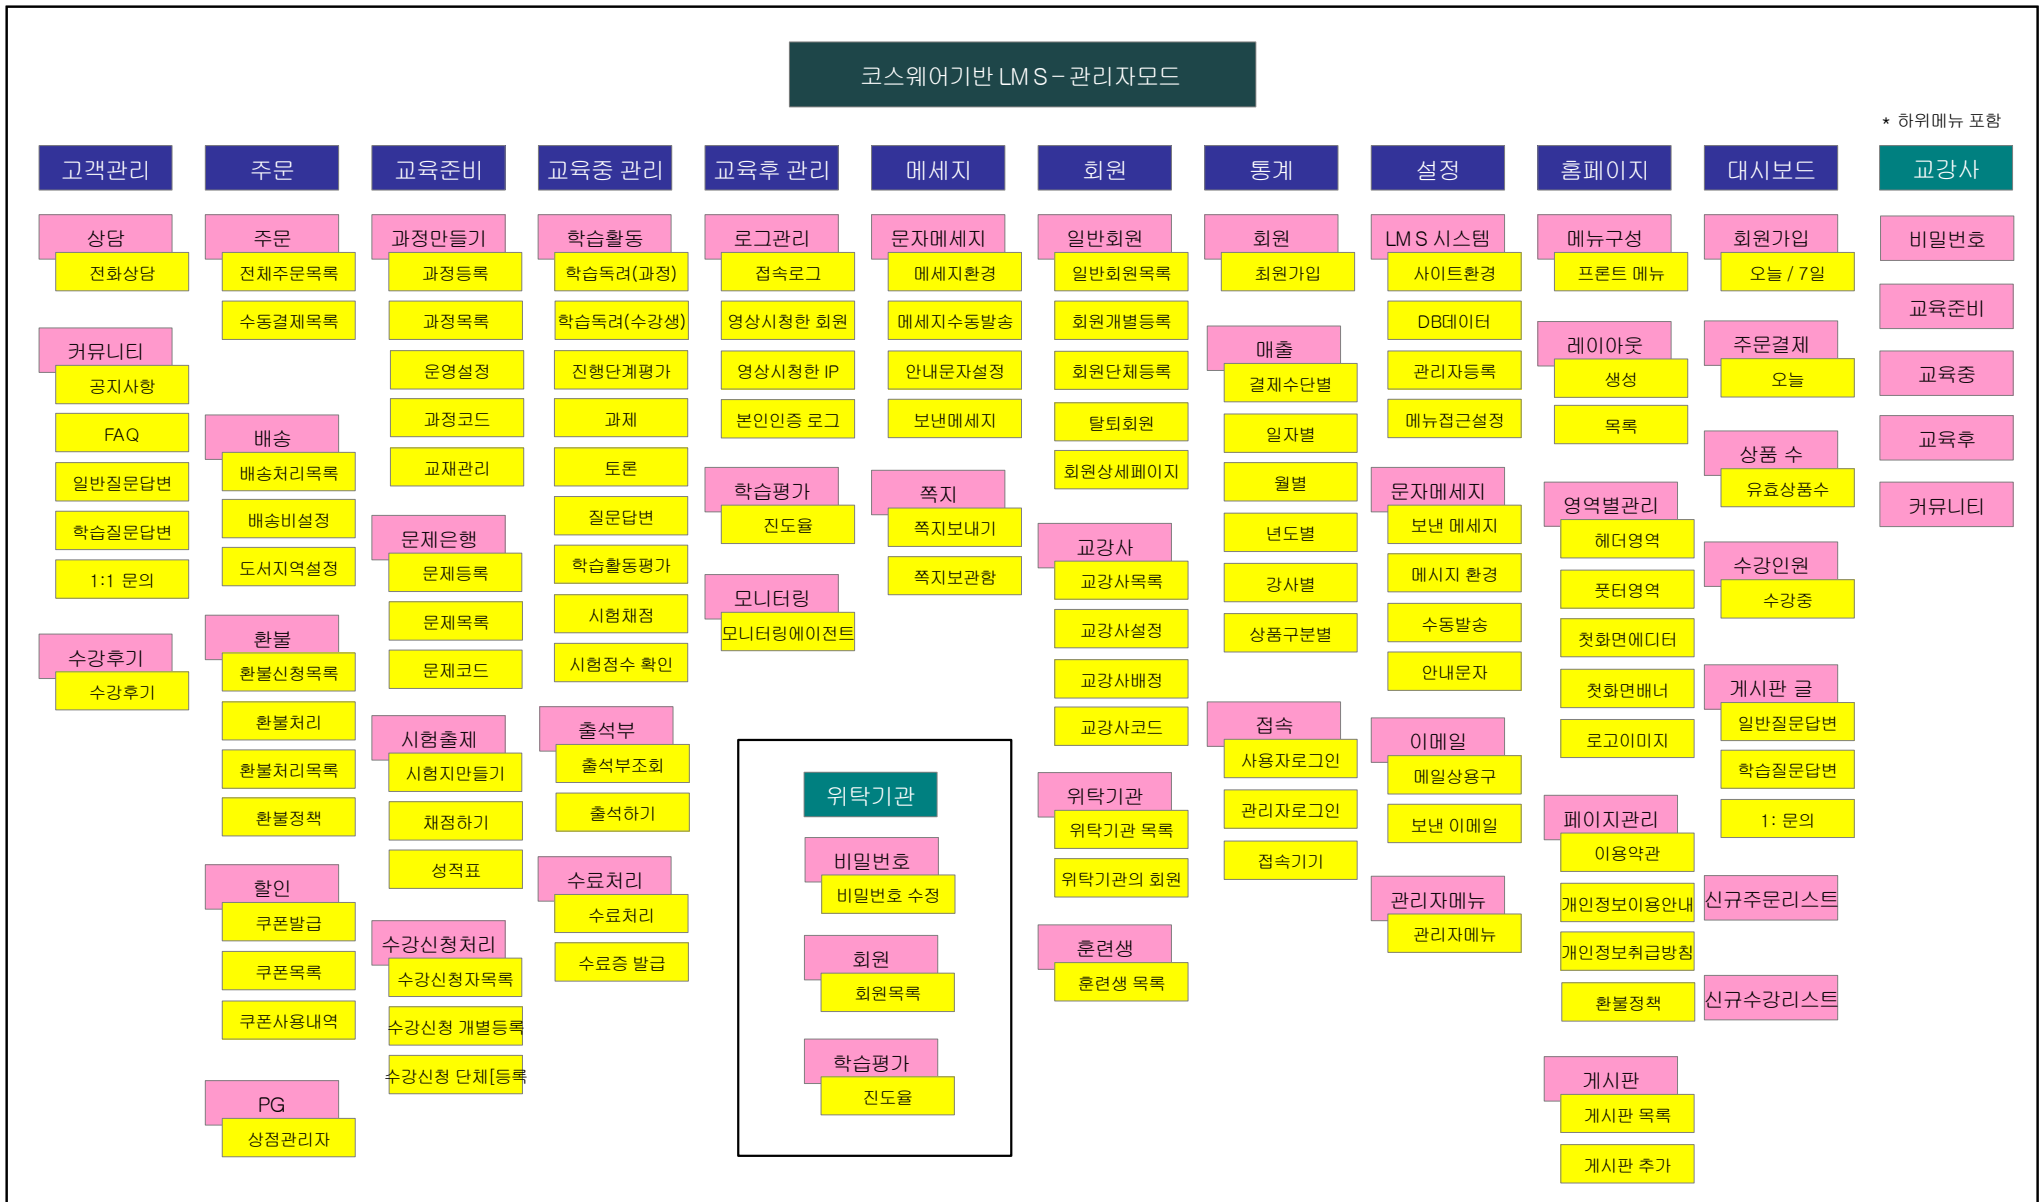 코스웨어기반 LMS – 관리자모드
* 하위메뉴 포함
고객관리
상담
전화상담
커뮤니티
공지사항
FAQ
일반질문답변
학습질문답변
1:1 문의
수강후기
수강후기
주문
주문
전체주문목록
수동결제목록
배송
배송처리목록
배송비설정
도서지역설정
환불
환불신청목록
환불처리
환불처리목록
환불정책
할인
쿠폰발급
쿠폰목록
쿠폰사용내역
PG
상점관리자
교육준비
과정만들기
과정등록
과정목록
운영설정
과정코드
교재관리
문제은행
문제등록
문제목록
문제코드
시험출제
시험지만들기
채점하기
성적표
수강신청처리
수강신청자목록
수강신청 개별등록
수강신청 단체[등록
교육중 관리
학습활동
학습독려(과정)
학습독려(수강생)
진행단계평가
과제
토론
질문답변
학습활동평가
시험채점
시험점수 확인
출석부
출석부조회
출석하기
수료처리
수료처리
수료증 발급
교육후 관리
로그관리
접속로그
영상시청한 회원
영상시청한 IP
본인인증 로그
학습평가
진도율
모니터링
모니터링에이전트
메세지
문자메세지
메세지환경
메세지수동발송
안내문자설정
보낸메세지
쪽지
쪽지보내기
쪽지보관함
위탁기관
비밀번호
비밀번호 수정
회원
회원목록
학습평가
진도율
회원
일반회원
일반회원목록
회원개별등록
회원단체등록
탈퇴회원
회원상세페이지
교강사
교강사목록
교강사설정
교강사배정
교강사코드
위탁기관
위탁기관 목록
위탁기관의 회원
훈련생
훈련생 목록
통계
회원
최원가입
매출
결제수단별
일자별
월별
년도별
강사별
상품구분별
접속
사용자로그인
관리자로그인
접속기기
설정
LMS 시스템
사이트환경
DB데이터
관리자등록
메뉴접근설정
문자메세지
보낸 메세지
메시지 환경
수동발송
안내문자
이메일
메일상용구
보낸 이메일
관리자메뉴
관리자메뉴
홈페이지
메뉴구성
프론트 메뉴
레이아웃
생성
목록
영역별관리
헤더영역
풋터영역
첫화면에디터
첫화면배너
로고이미지
페이지관리
이용약관
개인정보이용안내
개인정보취급방침
환불정책
게시판
게시판 목록
게시판 추가
대시보드
회원가입
오늘 / 7일
주문결제
오늘
상품 수
유효상품수
수강인원
수강중
게시판 글
일반질문답변
학습질문답변
1: 문의
신규주문리스트
신규수강리스트
교강사
비밀번호
교육준비
교육중
교육후
커뮤니티